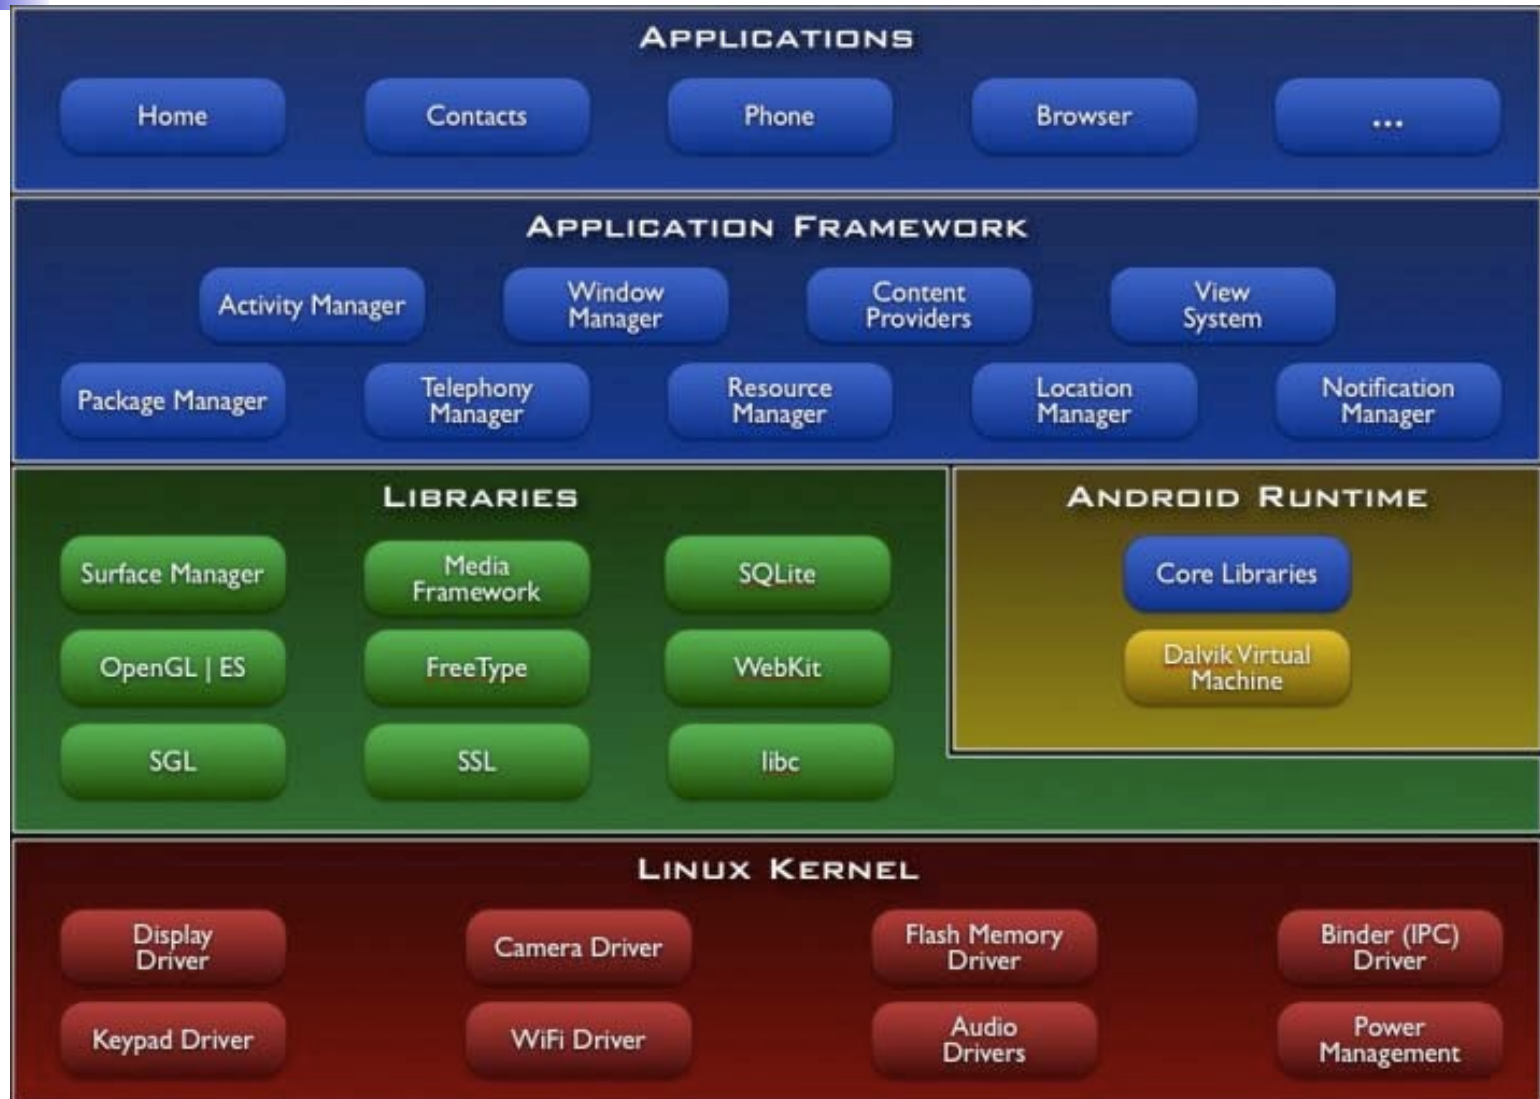 APPLICATIONS
Home
Contacts
Phone
Browser
...
APPLICATION FRAMEWORK
Activity Manager
Window
Manager
Content
Providers
View
System
Package Manager
Telephony
Manager
Resource
Manager
Location
Manager
Notification
Manager
LIBRARIES
Surface Manager
Media
Framework
SQLite
OpenGL | ES
FreeType
WebKit
SGL
SSL
libc
ANDROID RUNTIME
Core Libraries
Dalvik Virtual
Machine
LINUX KERNEL
Display
Driver
Camera Driver
Flash Memory
Driver
Binder (IPC)
Driver
Keypad Driver
WiFi Driver
Audio
Drivers
Power
Management